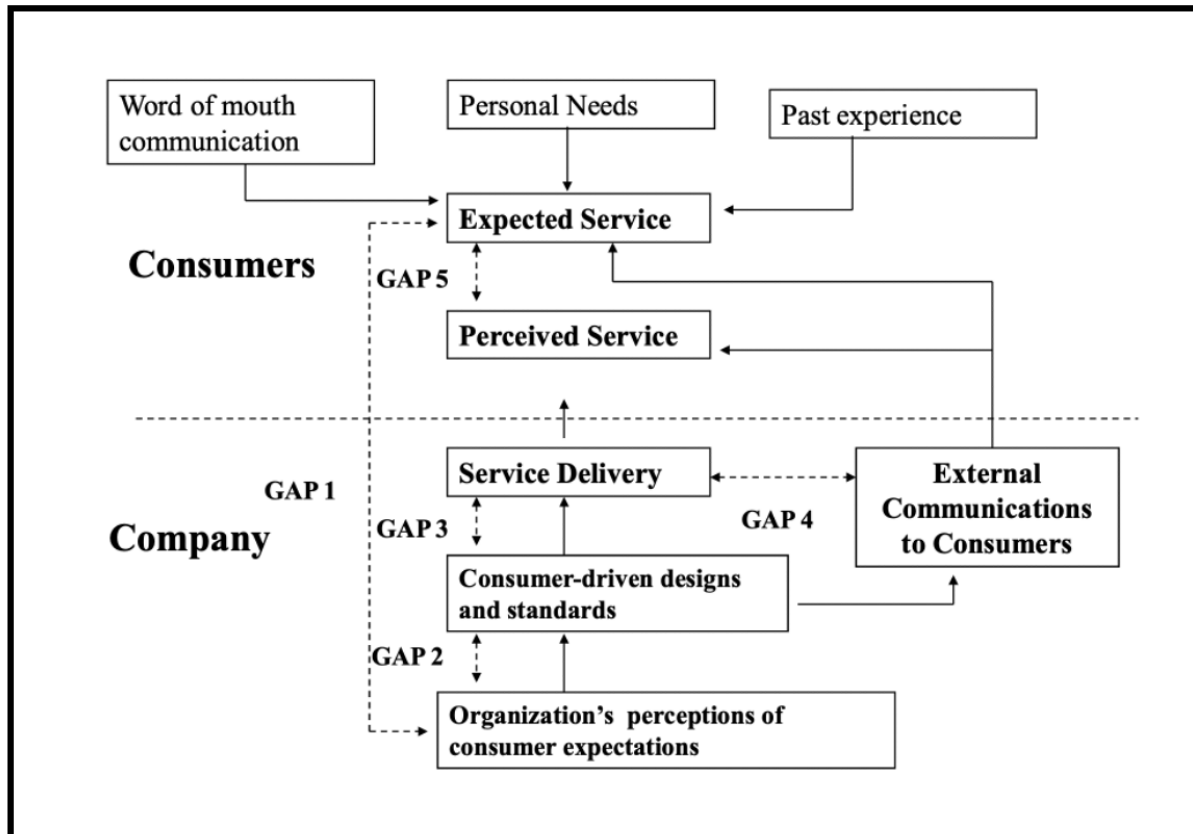 Word of mouth
communication
Personal Needs
Past experience
Expected Service
Consumers
GAP 5
Perceived Service
GAP 1
Company
Service Delivery
GAP 3
GAP 4
External
Communications
to Consumers
Consumer-driven designs
and standards
GAP 2
Organization’s  perceptions of
consumer expectations